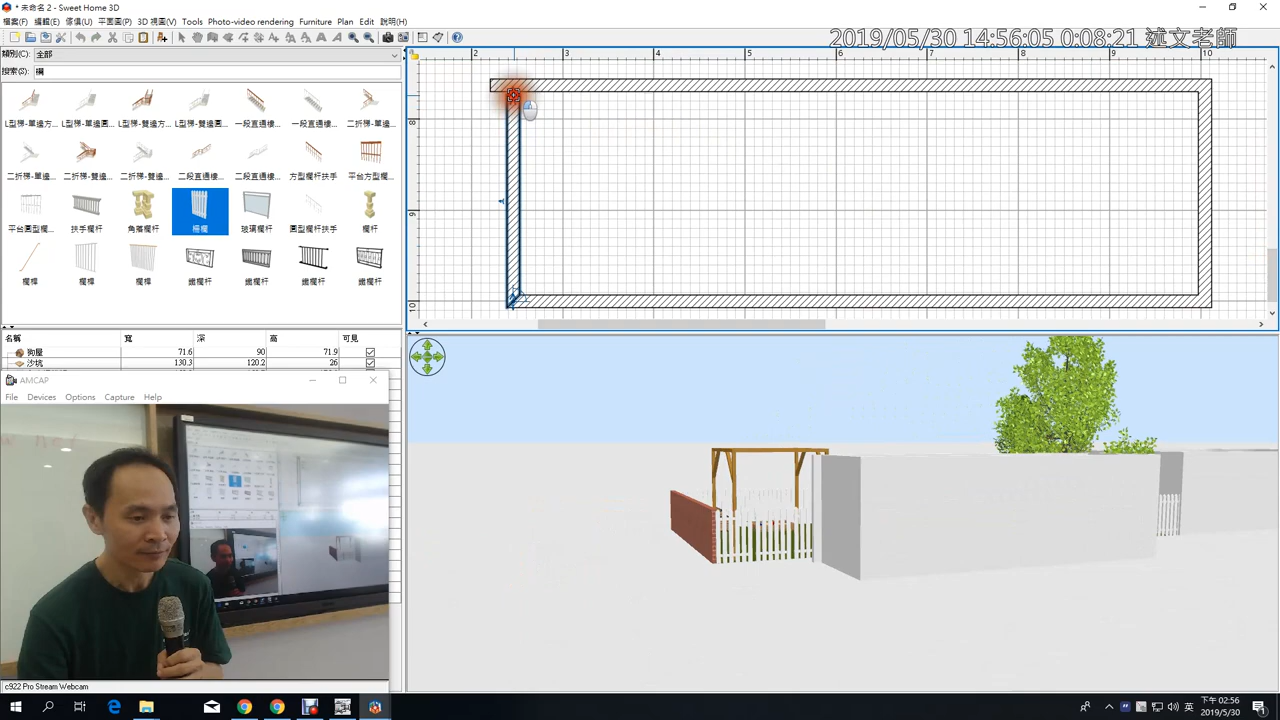 * 未命名 2 - Sweet Home 3D
檔案(F) 編輯(E) 傢俱(U) 平面圖(P) 3D 視圖(V) Tools Photo-video rendering Furniture Plan Edit 說明(H)
2019/05/30 14:56:05 0:08:21 述文老師
類別(C): 全部
搜索(S): 欄
2 3 4 5 6 7 8 9 10
L型梯-單邊方... L型梯-單邊圓... L型梯-雙邊方... L型梯-雙邊圓... 一段直通樓... 一段直通樓... 二折梯-單邊...
8
二折梯-單邊... 二折梯-雙邊... 二折梯-雙邊... 二段直通樓... 二段直通樓... 方型欄杆扶手 平台方型欄...
平台圓型欄... 扶手欄杆 角落欄杆 柵欄 玻璃欄杆 圓型欄杆扶手 欄杆
9
欄桿 欄桿 欄桿 鐵欄杆 鐵欄杆 鐵欄杆 鐵欄杆
10
名稱 寬 深 高 可見
狗屋 71.6 90 71.9
沙坑 130.3 120.2 26
AMCAP
File Devices Options Capture Help
c922 Pro Stream Webcam
英
下午 02:56
2019/5/30
1